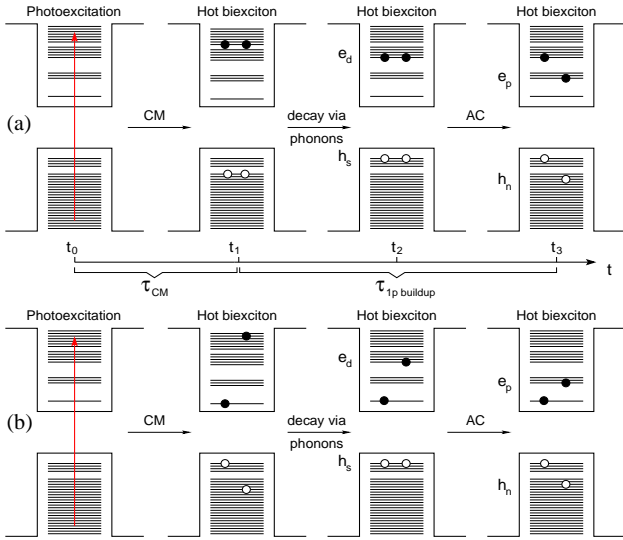 Photoexcitation Hot biexciton Hot biexciton Hot biexciton
e_d
e_p
(a) CM decay via phonons AC
h_s
h_n
t_0 t_1 t_2 t_3
t
τ_CM τ_1p buildup
Photoexcitation Hot biexciton Hot biexciton Hot biexciton
e_d
e_p
(b) CM decay via phonons AC
h_s
h_n